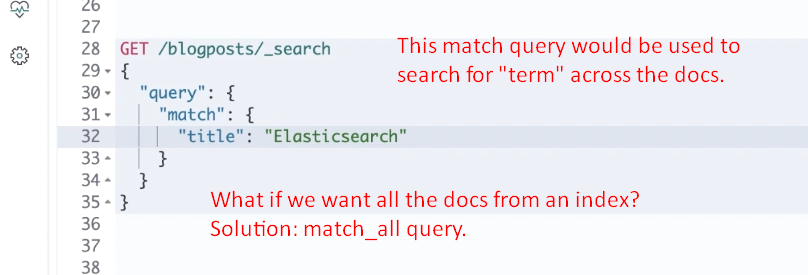 26
27
28 GET /blogposts/_search
This match query would be used to
search for "term" across the docs.
29 {
30 "query": {
31 "match": {
32 "title": "Elasticsearch"
33 }
34 }
35 }
What if we want all the docs from an index?
Solution: match_all query.
36
37
38